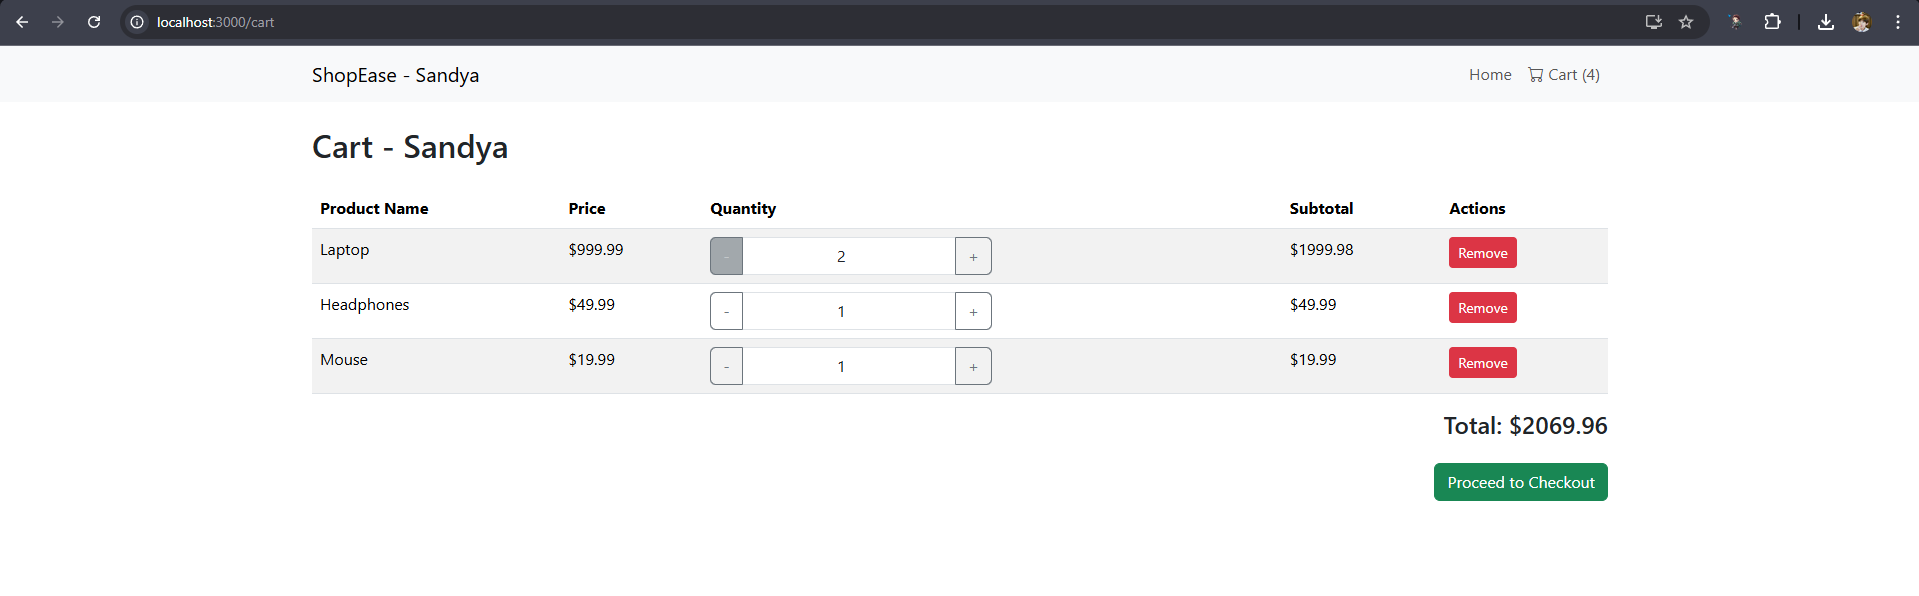 localhost:3000/cart
ShopEase - Sandya Home Cart (4)
Cart - Sandya
Product Name Price Quantity Subtotal Actions
Laptop $999.99 - 2 + $1999.98 Remove
Headphones $49.99 - 1 + $49.99 Remove
Mouse $19.99 - 1 + $19.99 Remove
Total: $2069.96
Proceed to Checkout